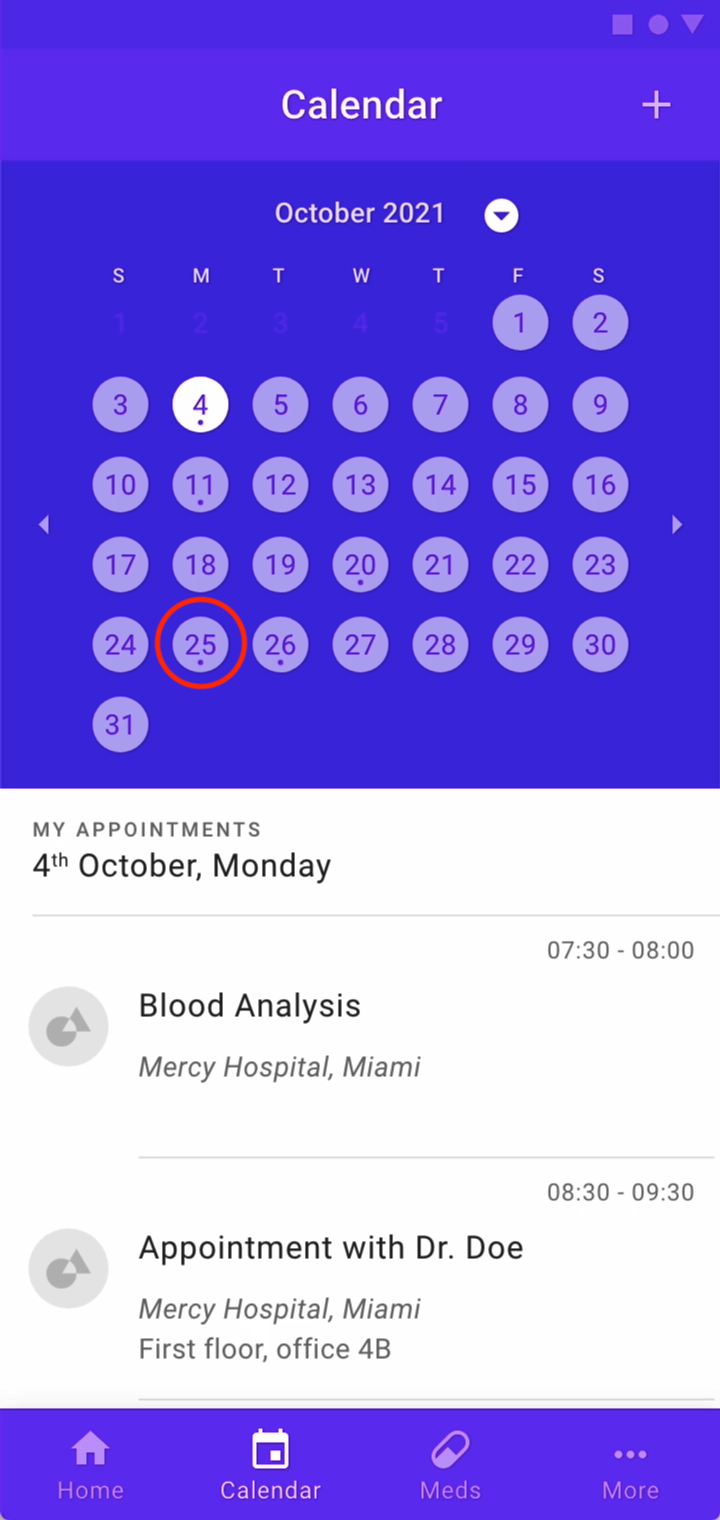 Calendar
October 2021
S M T W T F S
1 2 3 4 5 1 2
3 4 5 6 7 8 9
10 11 12 13 14 15 16
17 18 19 20 21 22 23
24 25 26 27 28 29 30
31
MY APPOINTMENTS
4th October, Monday
07:30 - 08:00
Blood Analysis
Mercy Hospital, Miami
08:30 - 09:30
Appointment with Dr. Doe
Mercy Hospital, Miami
First floor, office 4B
Home Calendar Meds More